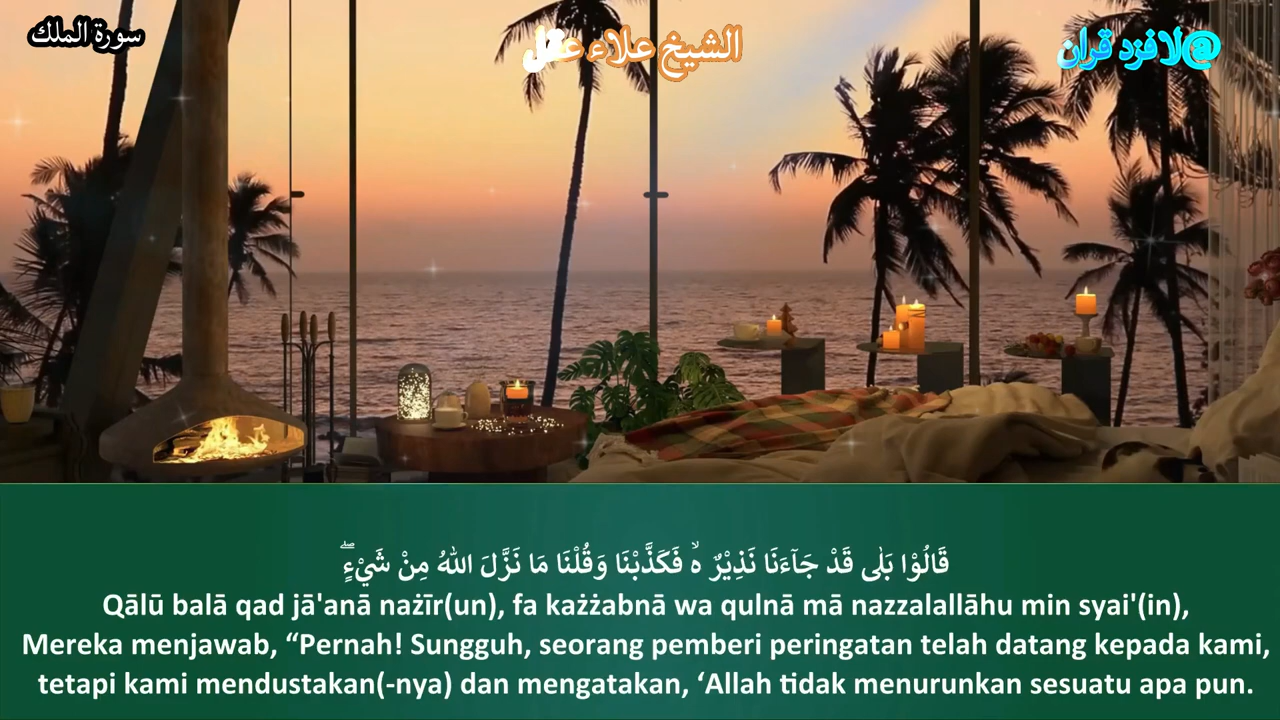 سورة الملك
الشيخ علاء عقل
@لافزد قران
قَالُوْا بَلٰى قَدْ جَاۤءَنَا نَذِيْرٌ ەۙ فَكَذَّبْنَا وَقُلْنَا مَا نَزَّلَ اللّٰهُ مِنْ شَيْءٍۖ
Qālū balā qad jā'anā nażīr(un), fa każżabnā wa qulnā mā nazzalallāhu min syai'(in),
Mereka menjawab, “Pernah! Sungguh, seorang pemberi peringatan telah datang kepada kami,
tetapi kami mendustakan(-nya) dan mengatakan, ‘Allah tidak menurunkan sesuatu apa pun.